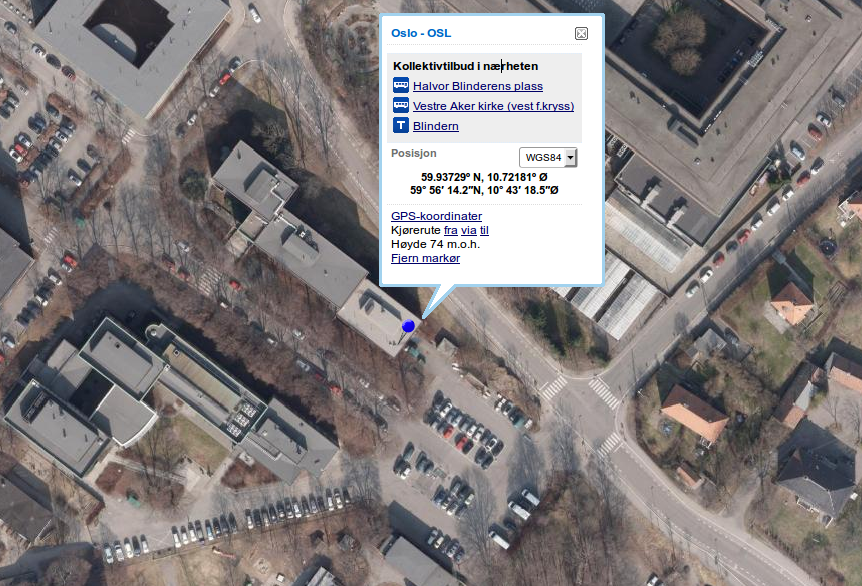 Oslo - OSL
Kollektivtilbud i nærheten
Halvor Blinderens plass
Vestre Aker kirke (vest f.kryss)
T Blindern
Posisjon WGS84
59.93729° N, 10.72181° Ø
59° 56′ 14.2″N, 10° 43′ 18.5″Ø
GPS-koordinater
Kjørerute fra via til
Høyde 74 m.o.h.
Fjern markør